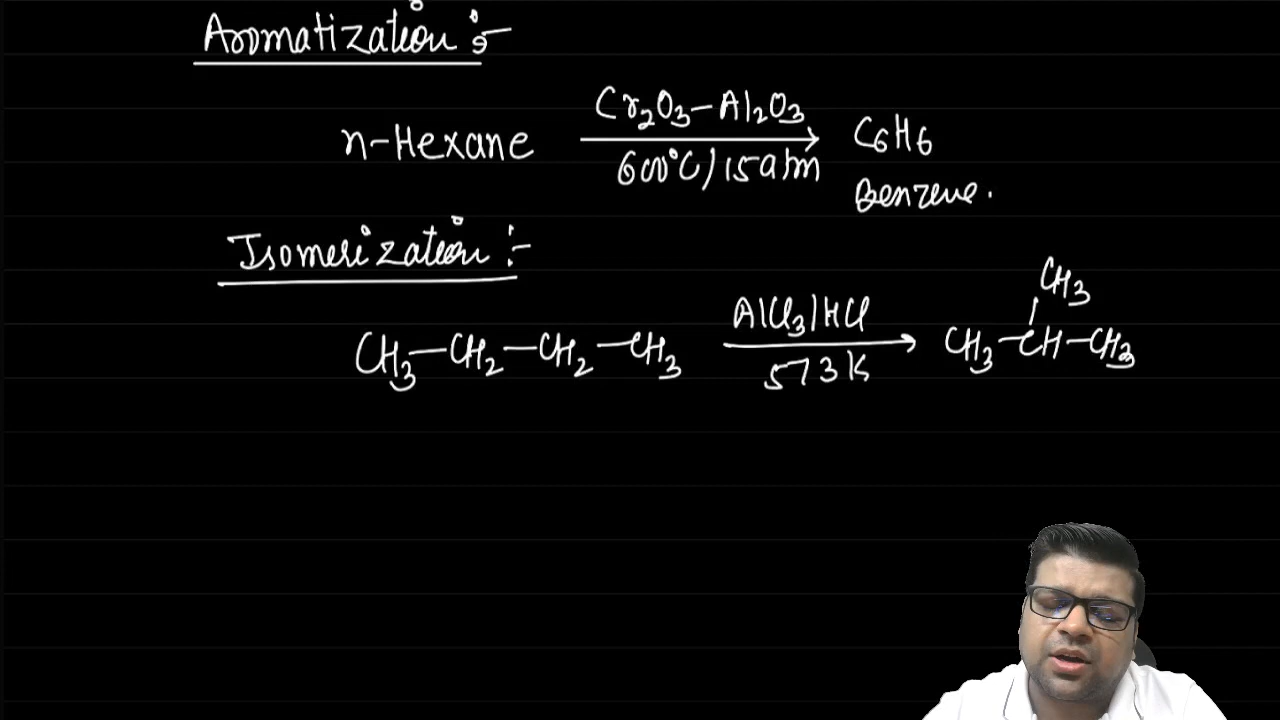 Aromatization :-
n-Hexane Cr2O3-Al2O3 C6H6
600°C/15atm Benzene.
Isomerization :-
CH3
CH3-CH2-CH2-CH3 AlCl3/HCl CH3-CH-CH3
573K